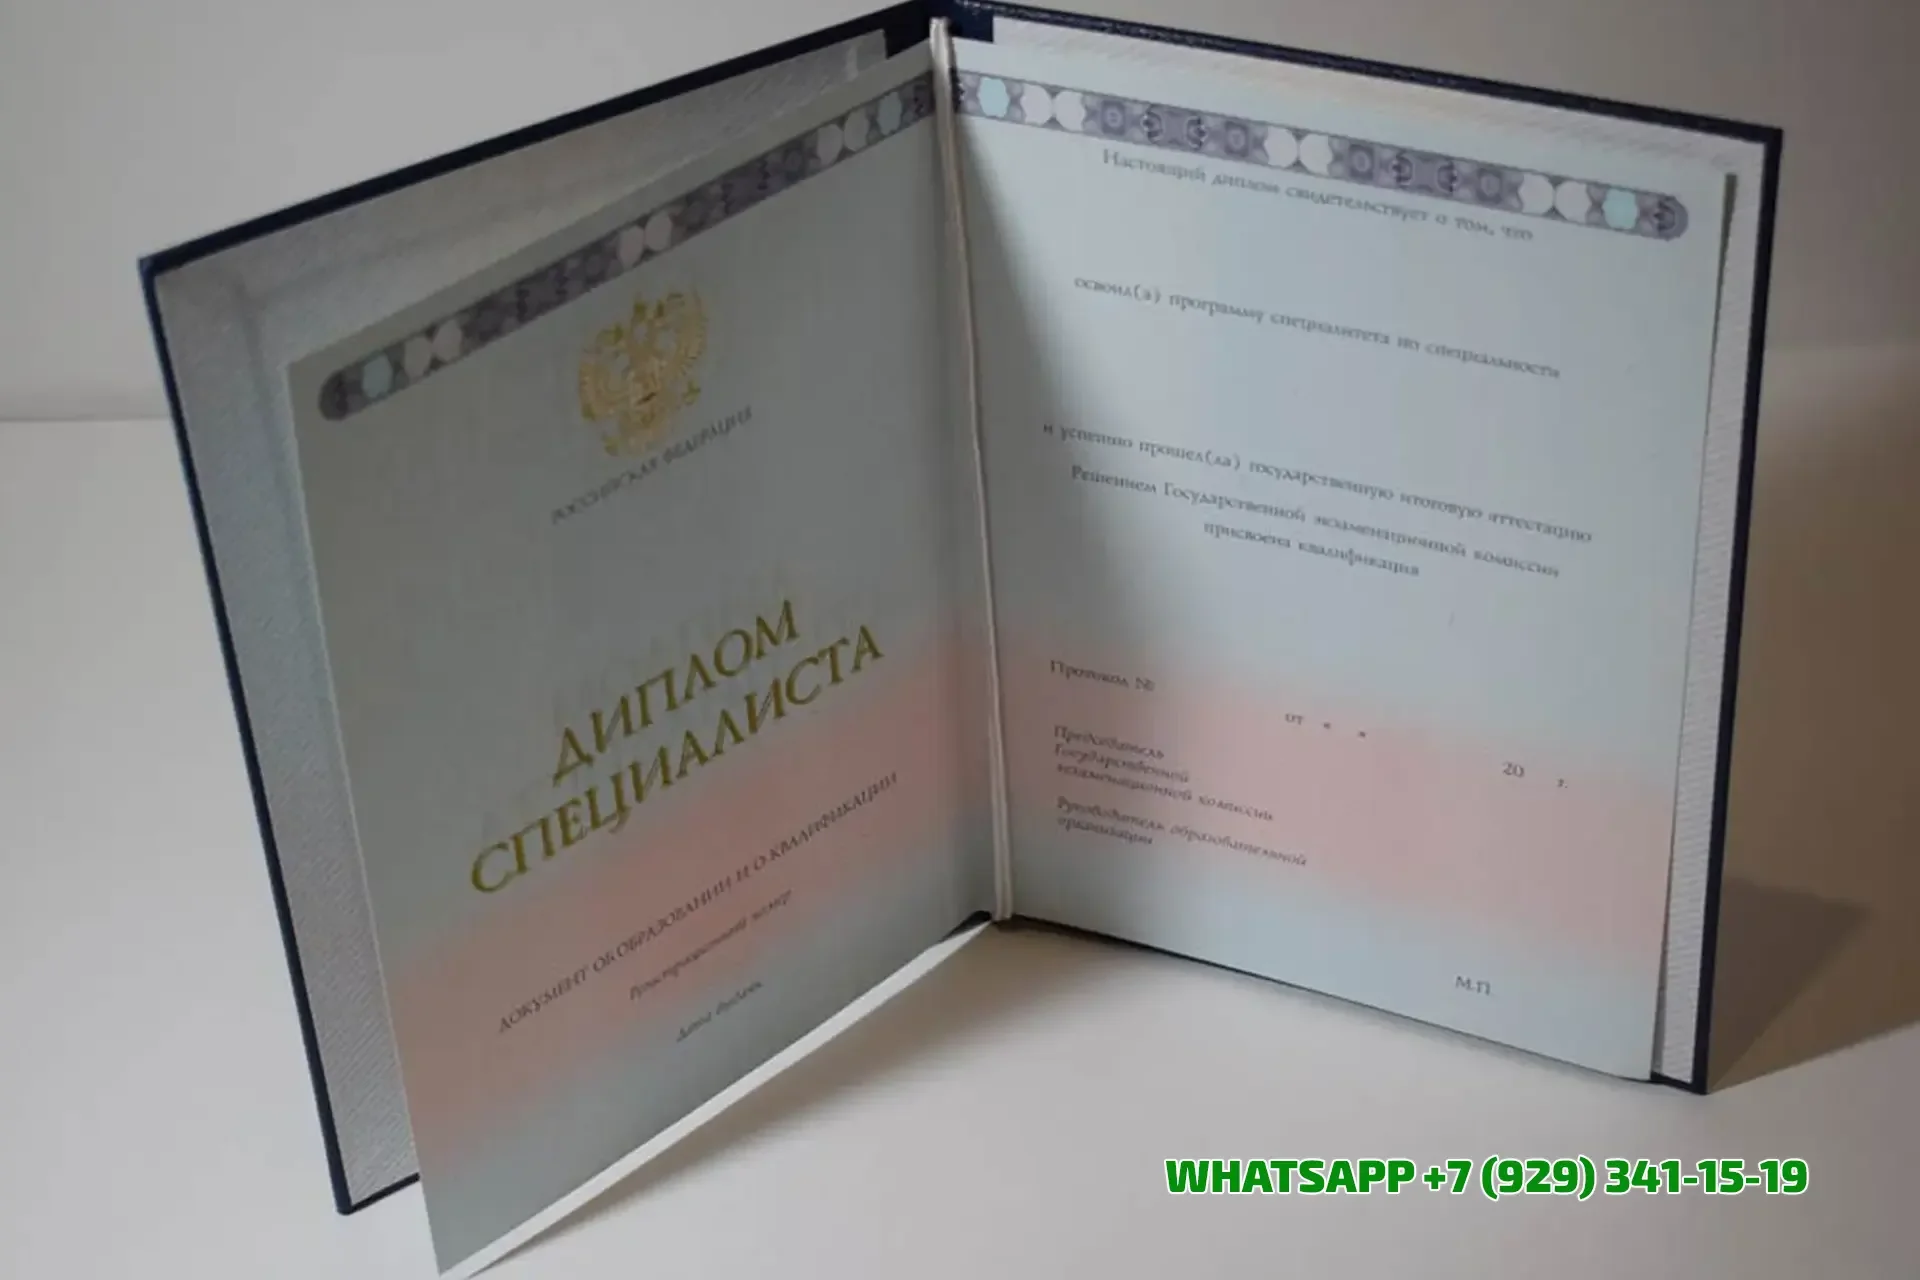 РОССИЙСКАЯ ФЕДЕРАЦИЯ
ДИПЛОМ
СПЕЦИАЛИСТА
ДОКУМЕНТ ОБ ОБРАЗОВАНИИ И О КВАЛИФИКАЦИИ
Регистрационный номер
Дата выдачи
Настоящий диплом свидетельствует о том, что
освоил(а) программу специалитета по специальности
и успешно прошел(ла) государственную итоговую аттестацию
Решением Государственной экзаменационной комиссии
присвоена квалификация
Протокол №
от « » 20 г.
Председатель
Государственной
экзаменационной комиссии
Руководитель образовательной
организации
М.П.
WHATSAPP +7 (929) 341-15-19